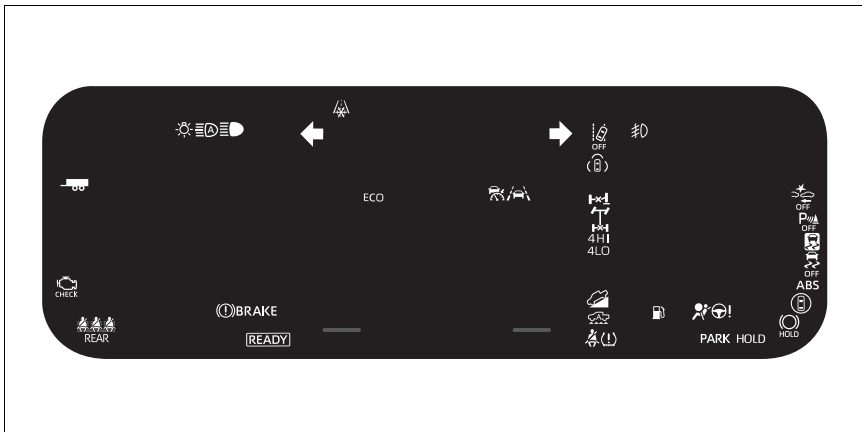 A
OFF
ECO
OFF
P
OFF
4HI
4LO
OFF
ABS
CHECK
(!)BRAKE
!
REAR
READY
(!)
PARK HOLD
HOLD